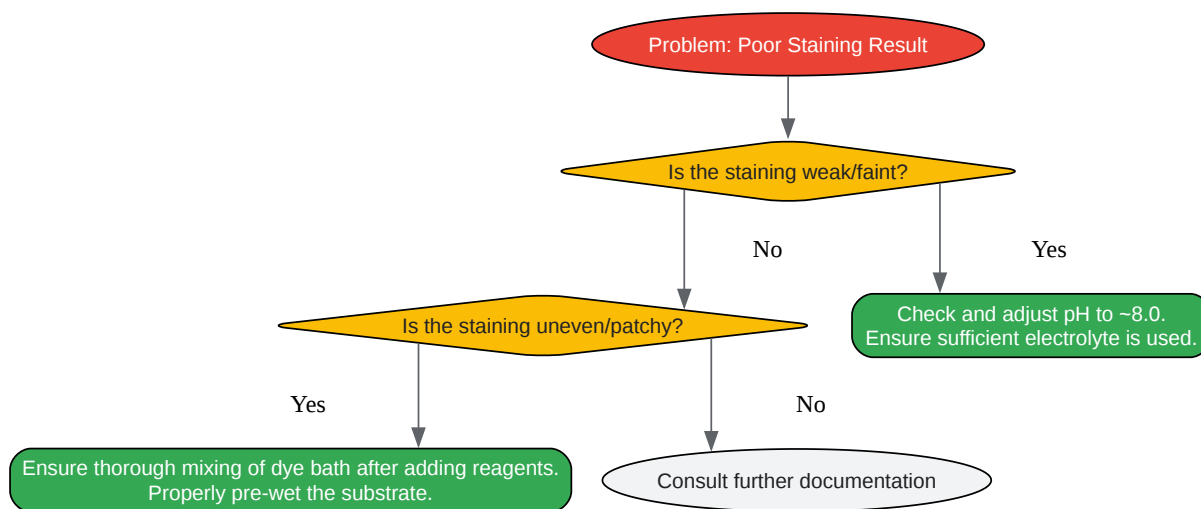 Problem: Poor Staining Result
Is the staining weak/faint?
No
Yes
Check and adjust pH to ~8.0.
Ensure sufficient electrolyte is used.
Is the staining uneven/patchy?
Yes
No
Ensure thorough mixing of dye bath after adding reagents.
Properly pre-wet the substrate.
Consult further documentation